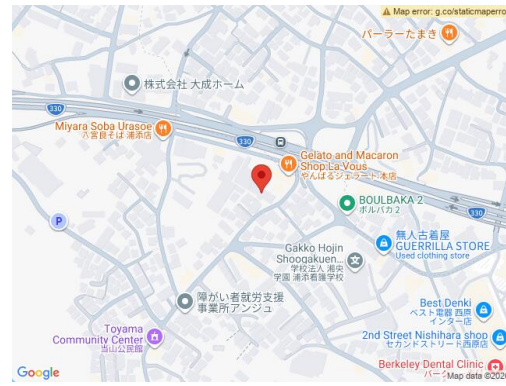 Map error: g.co/staticmaperro
パーラーたまき
株式会社 大成ホーム
330
Miyara Soba Urasoe
八宮良そば 浦添店
330
Gelato and Macaron
Shop.La.Vous
やんばるジェラート 本店
BOULBAKA 2
ボルバカ 2
330
無人古着屋
GUERRILLA STORE
Used clothing store
Gakko Hojin
Shoogakuen...
学校法人 湘央
学園 浦添看護学校
P
障がい者就労支援
事業所アンジュ
Best Denki
ベスト電器 西原
インター店
Toyama
Community Center
当山公民館
2nd Street Nishihara shop
セカンドストリート西原店
Berkeley Dental Clinic
バーク
Google
Map data ©2026